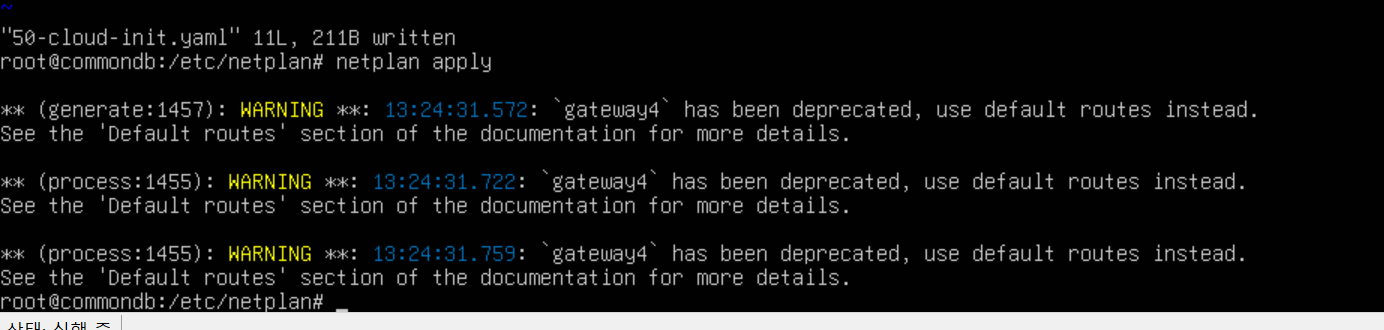 ~
"50-cloud-init.yaml" 11L, 211B written
root@commondb:/etc/netplan# netplan apply
** (generate:1457): WARNING **: 13:24:31.572: `gateway4` has been deprecated, use default routes instead.
See the 'Default routes' section of the documentation for more details.
** (process:1455): WARNING **: 13:24:31.722: `gateway4` has been deprecated, use default routes instead.
See the 'Default routes' section of the documentation for more details.
** (process:1455): WARNING **: 13:24:31.759: `gateway4` has been deprecated, use default routes instead.
See the 'Default routes' section of the documentation for more details.
root@commondb:/etc/netplan# _
상태: 실행 중